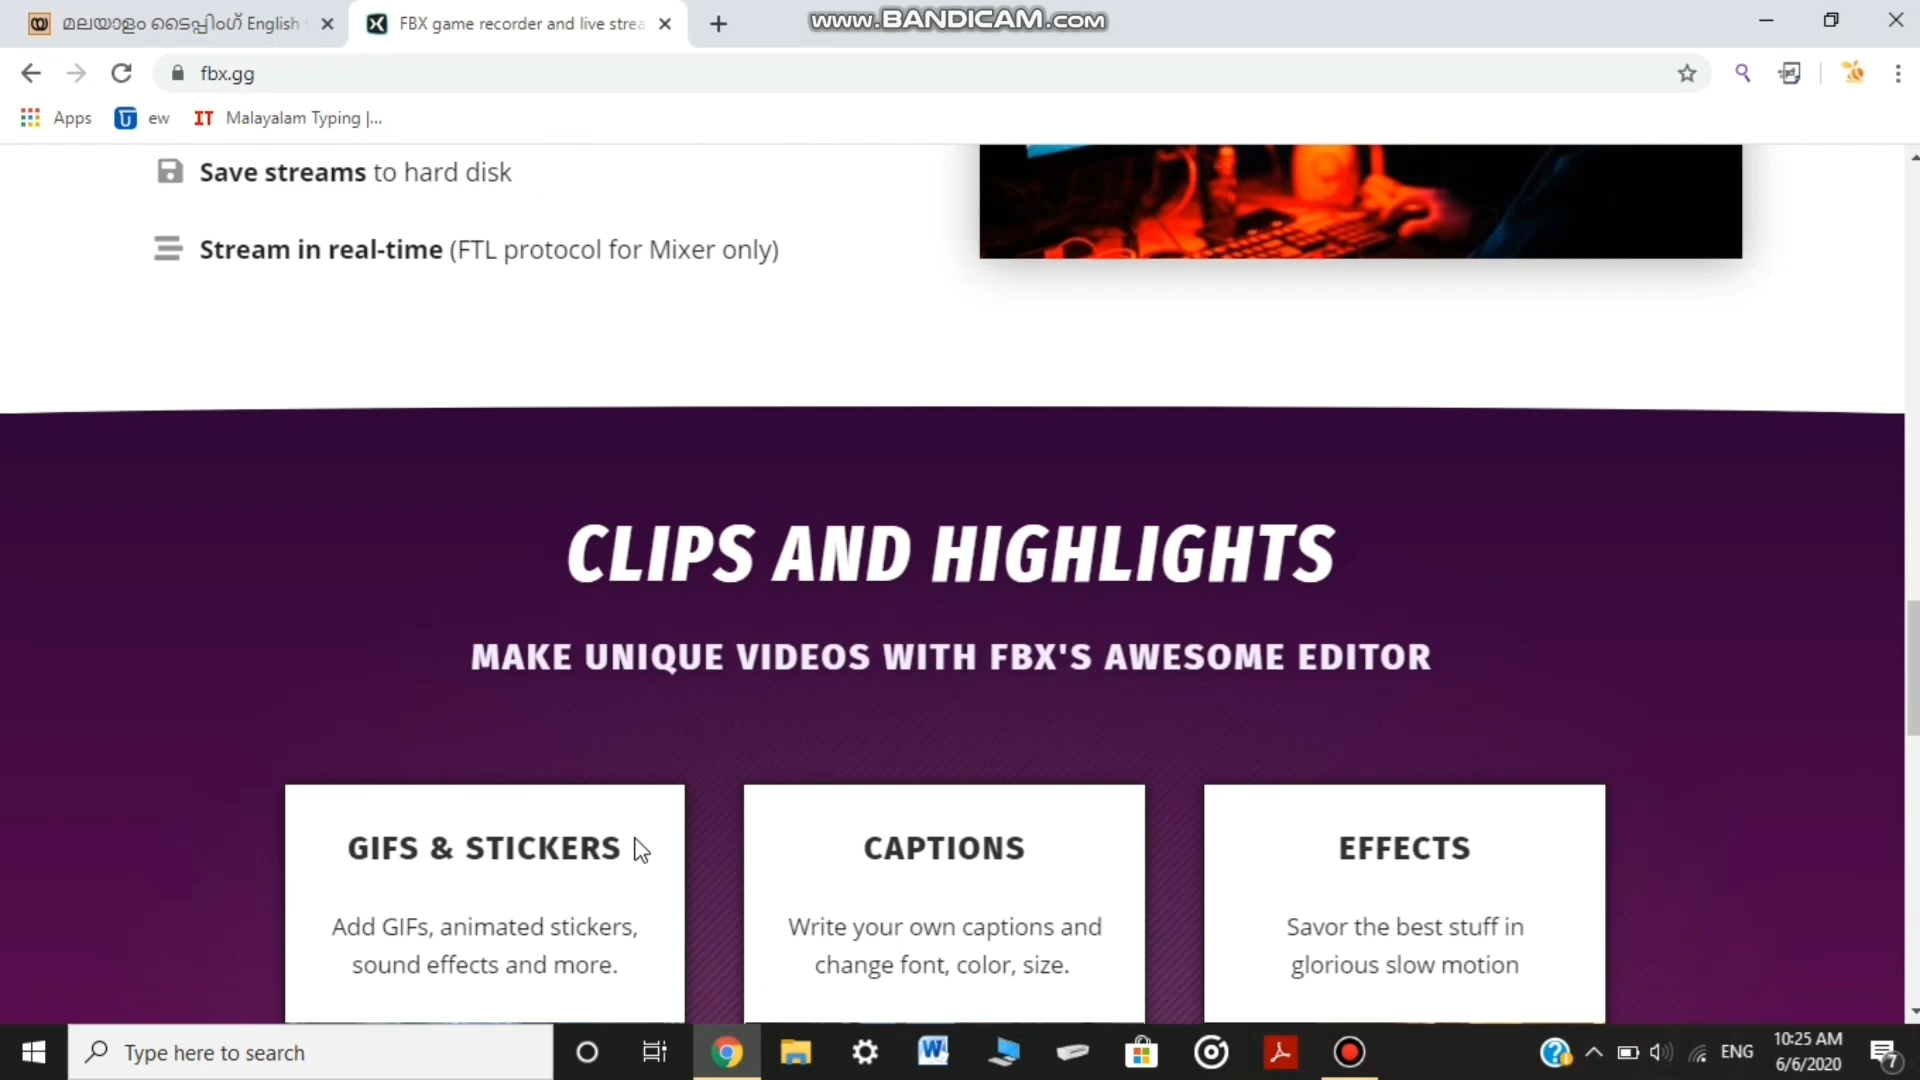 മലയാളം ടൈപ്പിംഗ് English t
FBX game recorder and live strea
www.BANDICAM.com
fbx.gg
Apps
ew
IT
Malayalam Typing |...
Save streams to hard disk
Stream in real-time (FTL protocol for Mixer only)
CLIPS AND HIGHLIGHTS
MAKE UNIQUE VIDEOS WITH FBX'S AWESOME EDITOR
GIFS & STICKERS
Add GIFs, animated stickers,
sound effects and more.
CAPTIONS
Write your own captions and
change font, color, size.
EFFECTS
Savor the best stuff in
glorious slow motion
Type here to search
ENG
10:25 AM
6/6/2020
7